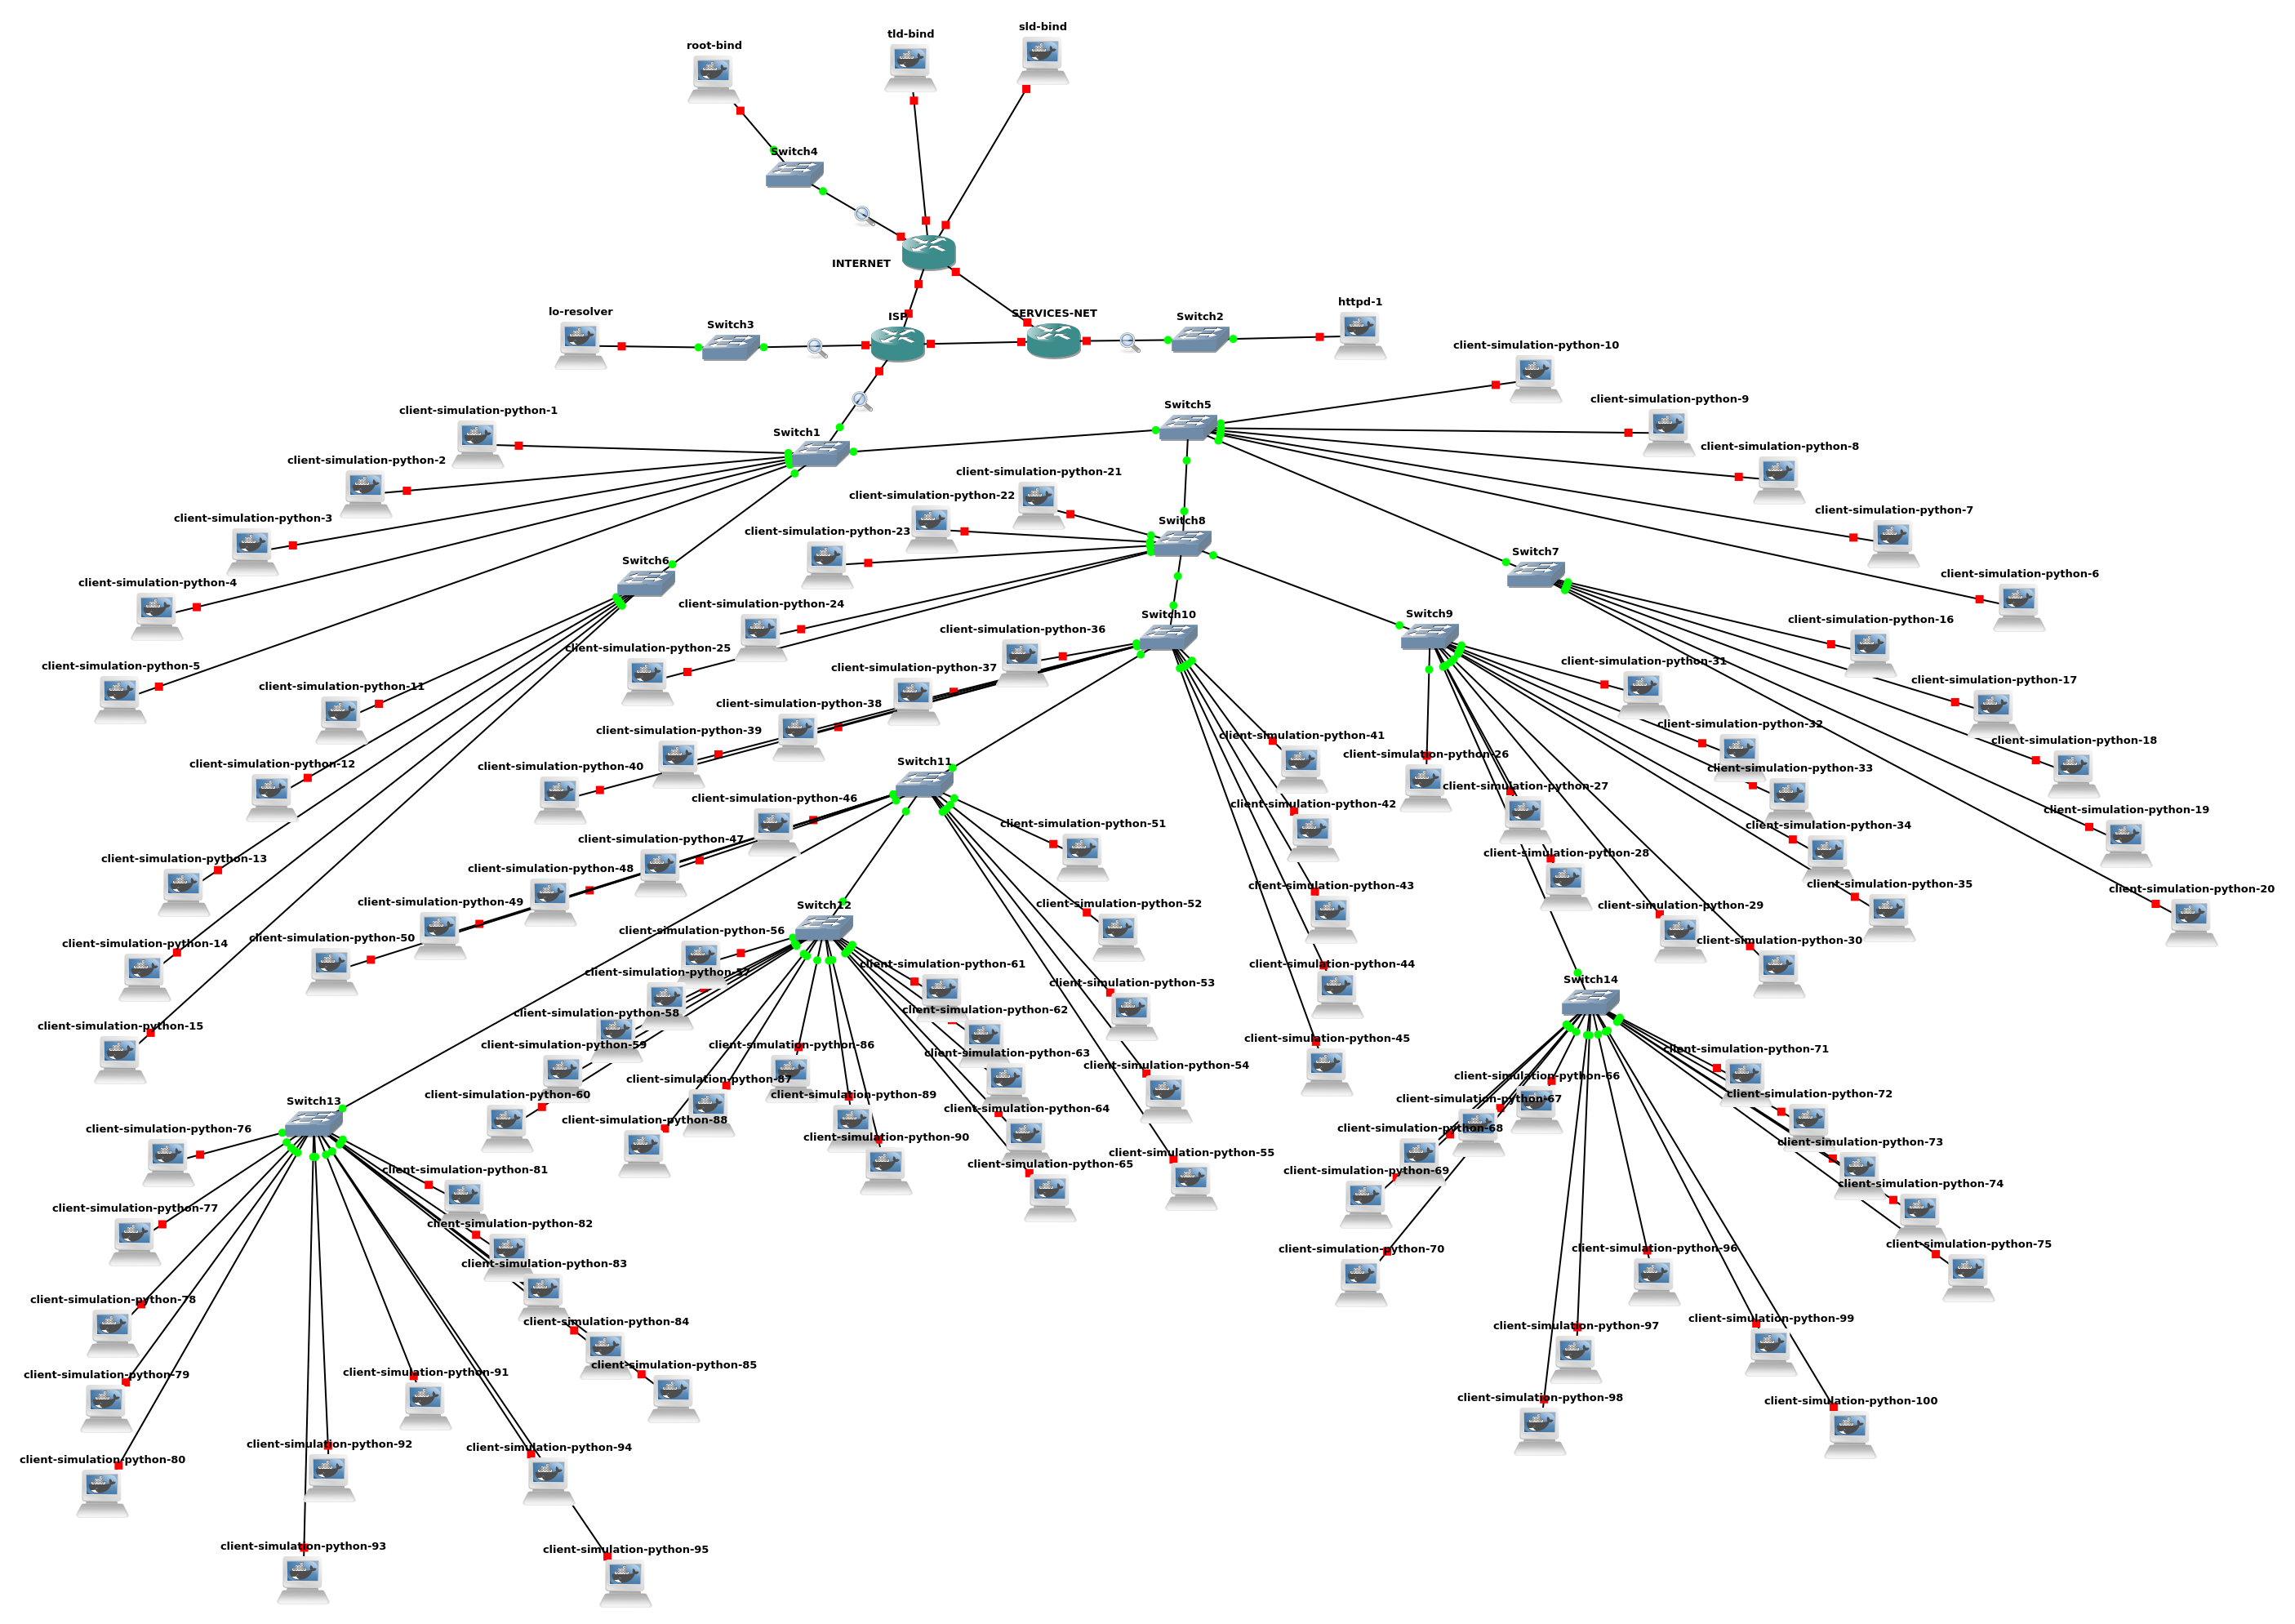 sld-bind
tld-bind
root-bind
Switch4
INTERNET
httpd-1
lo-resolver
SERVICES-NET
ISP
Switch2
Switch3
client-simulation-python-10
client-simulation-python-9
Switch5
client-simulation-python-1
Switch1
client-simulation-python-8
client-simulation-python-2
client-simulation-python-21
client-simulation-python-22
client-simulation-python-7
client-simulation-python-3
Switch8
client-simulation-python-23
Switch7
Switch6
client-simulation-python-6
client-simulation-python-4
client-simulation-python-24
Switch10
Switch9
client-simulation-python-16
client-simulation-python-36
client-simulation-python-25
client-simulation-python-31
client-simulation-python-5
client-simulation-python-37
client-simulation-python-17
client-simulation-python-11
client-simulation-python-38
client-simulation-python-32
client-simulation-python-39
client-simulation-python-41
client-simulation-python-18
client-simulation-python-26
client-simulation-python-12
Switch11
client-simulation-python-40
client-simulation-python-33
client-simulation-python-27
client-simulation-python-46
client-simulation-python-42
client-simulation-python-19
client-simulation-python-51
client-simulation-python-34
client-simulation-python-47
client-simulation-python-28
client-simulation-python-13
client-simulation-python-48
client-simulation-python-43
client-simulation-python-35
client-simulation-python-20
client-simulation-python-49
client-simulation-python-52
Switch12
client-simulation-python-29
client-simulation-python-56
client-simulation-python-50
client-simulation-python-30
client-simulation-python-14
client-simulation-python-61
client-simulation-python-44
client-simulation-python-57
Switch14
client-simulation-python-53
client-simulation-python-62
client-simulation-python-58
client-simulation-python-15
client-simulation-python-45
client-simulation-python-59
client-simulation-python-86
client-simulation-python-71
client-simulation-python-63
client-simulation-python-54
client-simulation-python-66
client-simulation-python-87
client-simulation-python-60
client-simulation-python-89
client-simulation-python-72
client-simulation-python-67
Switch13
client-simulation-python-64
client-simulation-python-88
client-simulation-python-76
client-simulation-python-68
client-simulation-python-90
client-simulation-python-73
client-simulation-python-55
client-simulation-python-65
client-simulation-python-81
client-simulation-python-69
client-simulation-python-74
client-simulation-python-77
client-simulation-python-82
client-simulation-python-75
client-simulation-python-70
client-simulation-python-96
client-simulation-python-83
client-simulation-python-78
client-simulation-python-99
client-simulation-python-84
client-simulation-python-97
client-simulation-python-85
client-simulation-python-91
client-simulation-python-79
client-simulation-python-98
client-simulation-python-100
client-simulation-python-92
client-simulation-python-94
client-simulation-python-80
client-simulation-python-93
client-simulation-python-95